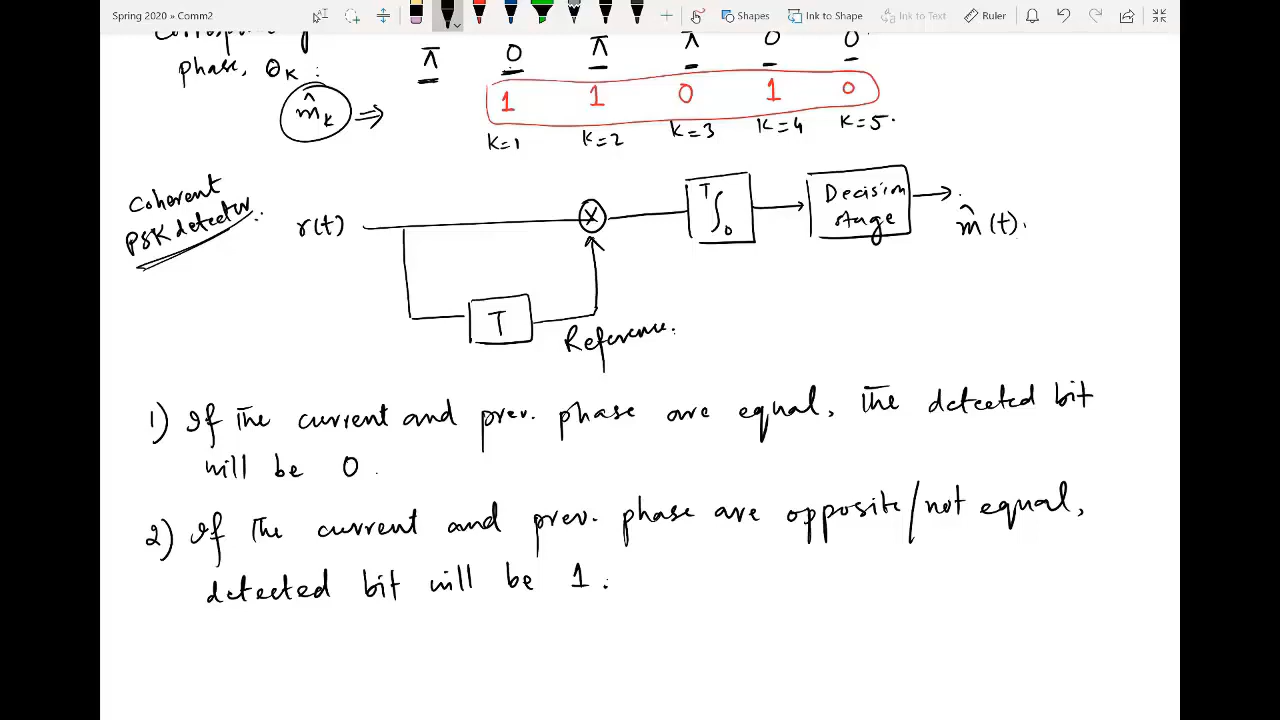 Spring 2020 » Comm2
Shapes
Ink to Shape
Ink to Text
Ruler
phase, θK :
π 0 π π 0 0
m̂K ⇒ 1 1 0 1 0
K=1 K=2 K=3 K=4 K=5.
Coherent
PSK detector..
r(t)
X
T ∫ 0
Decision
stage
m̂(t).
T
Reference.
1) If the current and prev. phase are equal, the detected bit
will be 0.
2) If the current and prev. phase are opposite/not equal,
detected bit will be 1.